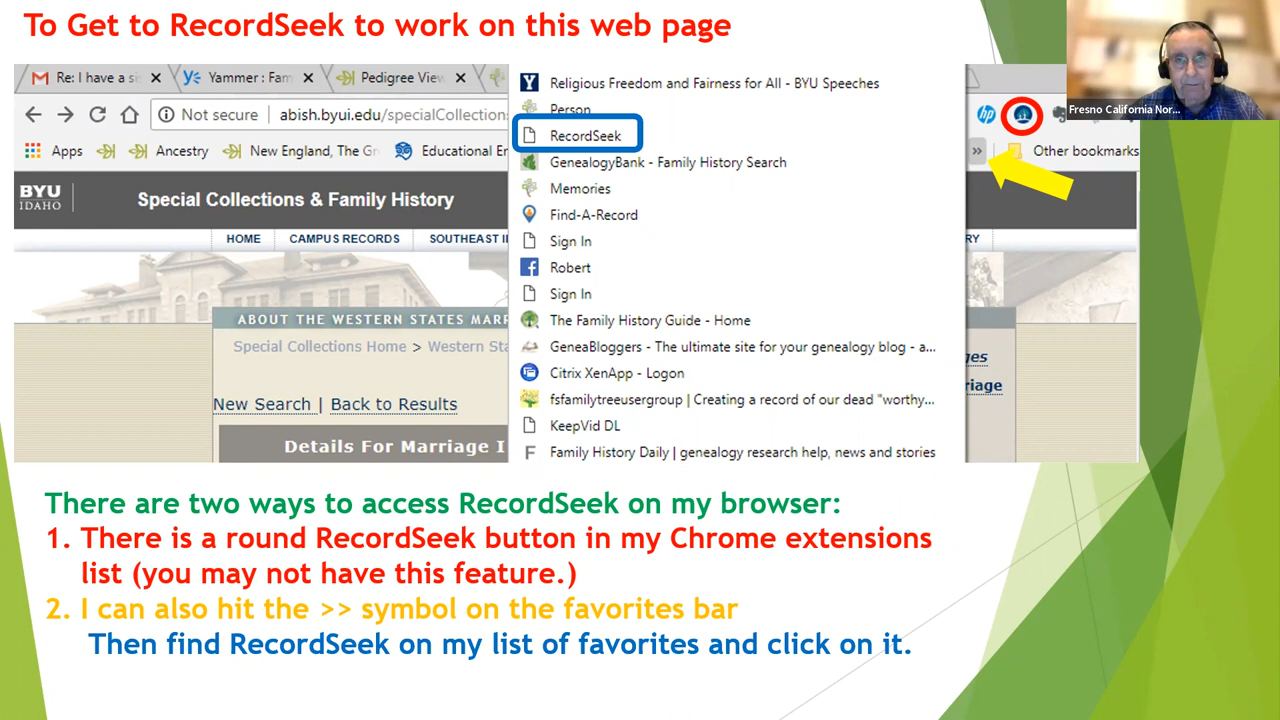 To Get to RecordSeek to work on this web page
Fresno California Nor...
Re: I have a si
Yammer : Fam
Pedigree View
Not secure
abish.byui.edu/specialCollections
Apps
Ancestry
New England, The Gr
Educational
Other bookmarks
Religious Freedom and Fairness for All - BYU Speeches
Person
RecordSeek
GenealogyBank - Family History Search
Memories
Find-A-Record
Sign In
Robert
Sign In
The Family History Guide - Home
GeneaBloggers - The ultimate site for your genealogy blog - a...
Citrix XenApp - Logon
fsfamilytreeusergroup | Creating a record of our dead "worthy...
KeepVid DL
Family History Daily | genealogy research help, news and stories
BYU
IDAHO
Special Collections & Family History
HOME
CAMPUS RECORDS
SOUTHEAST I
RY
ABOUT THE WESTERN STATES MARR
Special Collections Home > Western Sta
ges
riage
New Search | Back to Results
Details For Marriage I
There are two ways to access RecordSeek on my browser:
1. There is a round RecordSeek button in my Chrome extensions
list (you may not have this feature.)
2. I can also hit the >> symbol on the favorites bar
Then find RecordSeek on my list of favorites and click on it.